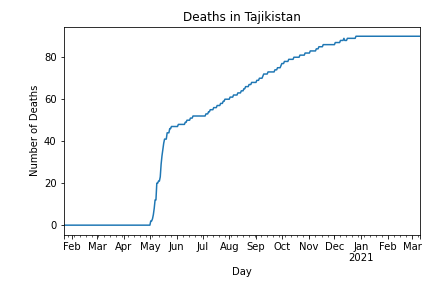 Deaths in Tajikistan
Number of Deaths
80
60
40
20
0
Feb Mar Apr May Jun Jul Aug Sep Oct Nov Dec Jan Feb Mar
2021
Day